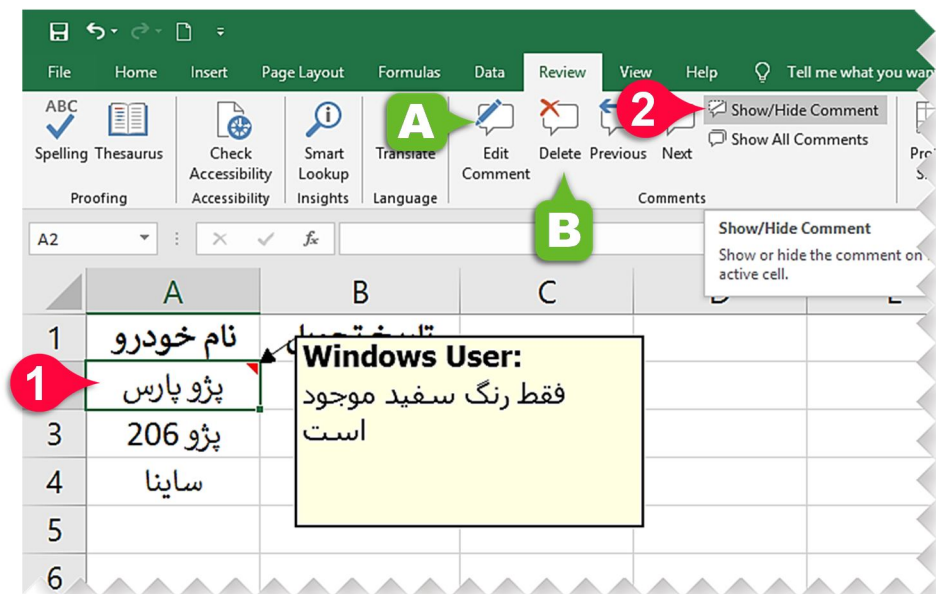 File Home Insert Page Layout Formulas Data Review View Help Tell me what you wan
ABC
Spelling Thesaurus Check Accessibility Smart Lookup Translate Edit Comment Delete Previous Next
Show/Hide Comment
Show All Comments
Proofing Accessibility Insights Language Comments
A
B
1
2
A2 fx
Show/Hide Comment
Show or hide the comment on
active cell.
A B C
1 نام خودرو
پژو پارس
3 پژو 206
4 ساینا
5
6
Windows User:
فقط رنگ سفید موجود
است